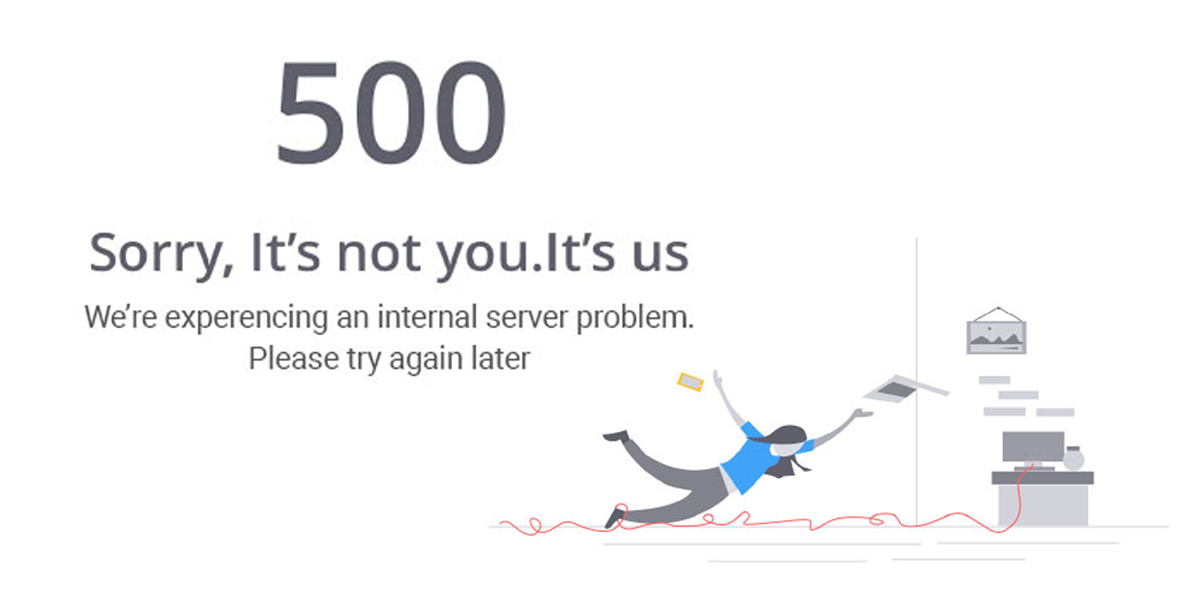 500
Sorry, It’s not you.It’s us
We’re experencing an internal server problem.
Please try again later